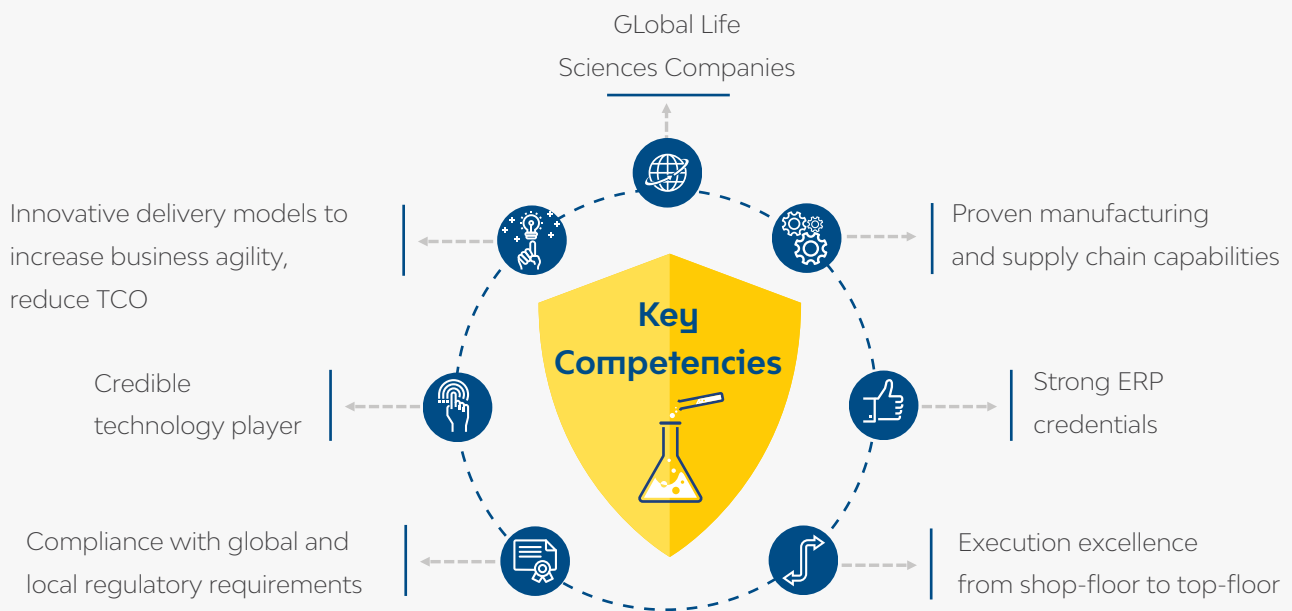 GLobal Life
Sciences Companies
Innovative delivery models to
increase business agility,
reduce TCO
Proven manufacturing
and supply chain capabilities
Key
Competencies
Credible
technology player
Strong ERP
credentials
Compliance with global and
local regulatory requirements
Execution excellence
from shop-floor to top-floor